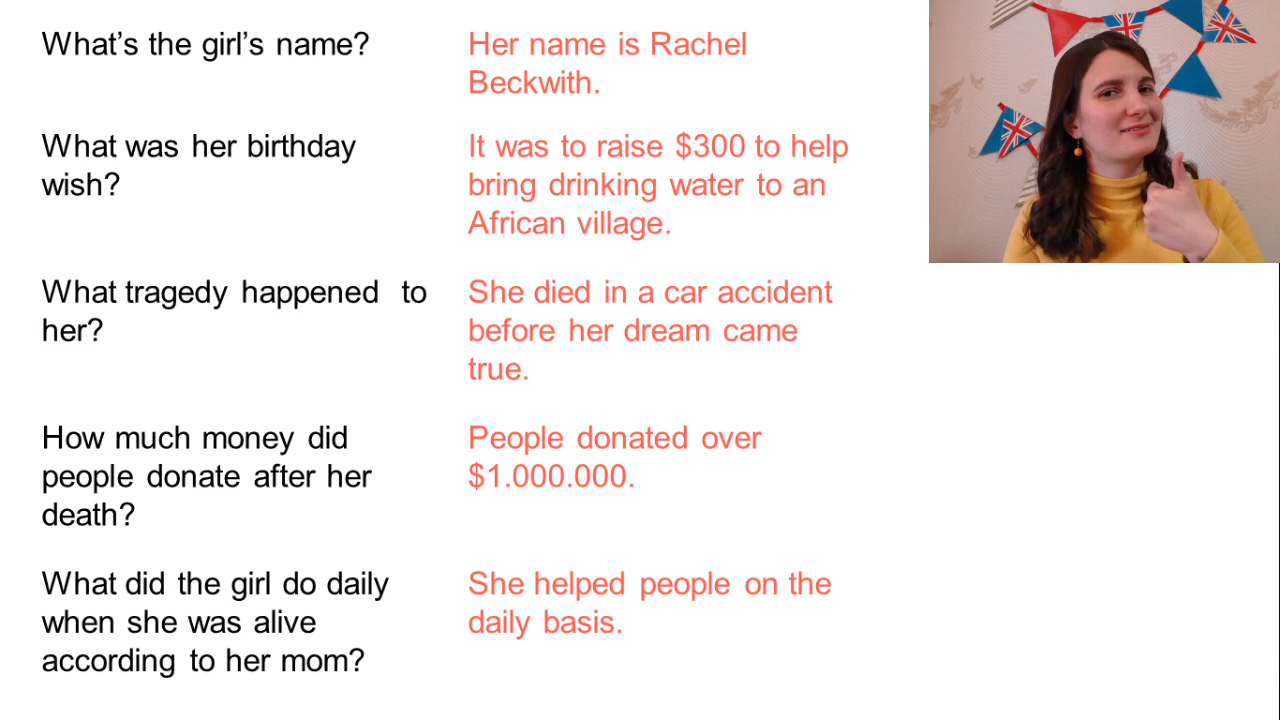 What’s the girl’s name?
Her name is Rachel
Beckwith.
What was her birthday
wish?
It was to raise $300 to help
bring drinking water to an
African village.
What tragedy happened to
her?
She died in a car accident
before her dream came
true.
How much money did
people donate after her
death?
People donated over
$1.000.000.
What did the girl do daily
when she was alive
according to her mom?
She helped people on the
daily basis.